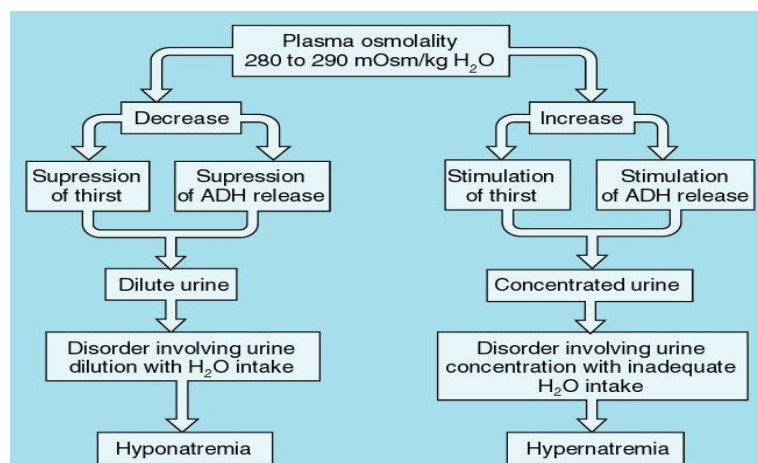 Plasma osmolality
280 to 290 mOsm/kg H₂O
Decrease
Increase
Supression
of thirst
Supression
of ADH release
Stimulation
of thirst
Stimulation
of ADH release
Dilute urine
Concentrated urine
Disorder involving urine
dilution with H₂O intake
Disorder involving urine
concentration with inadequate
H₂O intake
Hyponatremia
Hypernatremia